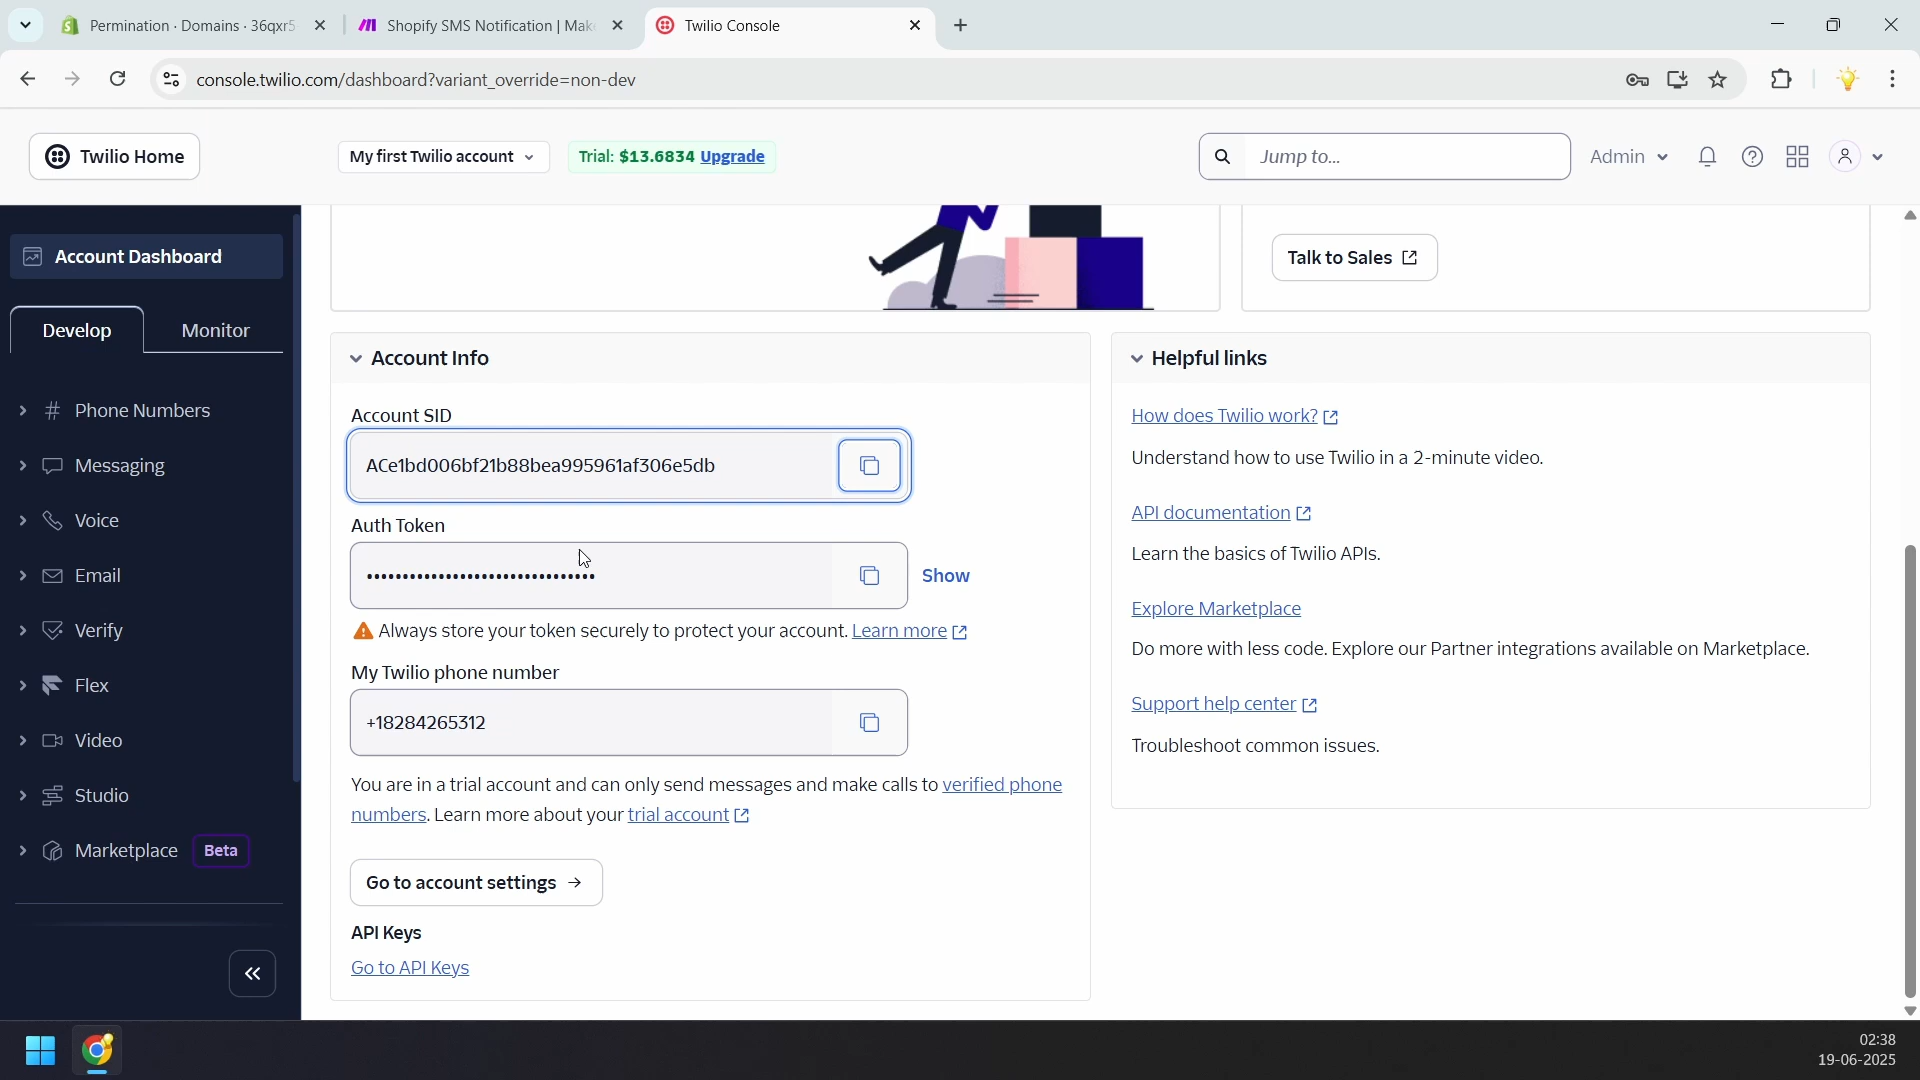 Permination · Domains · 36qxr5
Shopify SMS Notification | Make
Twilio Console
console.twilio.com/dashboard?variant_override=non-dev
Twilio Home
My first Twilio account
Trial: $13.6834 Upgrade
Jump to...
Admin
Account Dashboard
Develop
Monitor
Phone Numbers
Messaging
Voice
Email
Verify
Flex
Video
Studio
Marketplace
Beta
Talk to Sales
Account Info
Account SID
ACe1bd006bf21b88bea995961af306e5db
Auth Token
••••••••••••••••••••••••••••••••
Show
Always store your token securely to protect your account. Learn more
My Twilio phone number
+18284265312
You are in a trial account and can only send messages and make calls to verified phone
numbers. Learn more about your trial account
Go to account settings
API Keys
Go to API Keys
Helpful links
How does Twilio work?
Understand how to use Twilio in a 2-minute video.
API documentation
Learn the basics of Twilio APIs.
Explore Marketplace
Do more with less code. Explore our Partner integrations available on Marketplace.
Support help center
Troubleshoot common issues.
02:38
19-06-2025